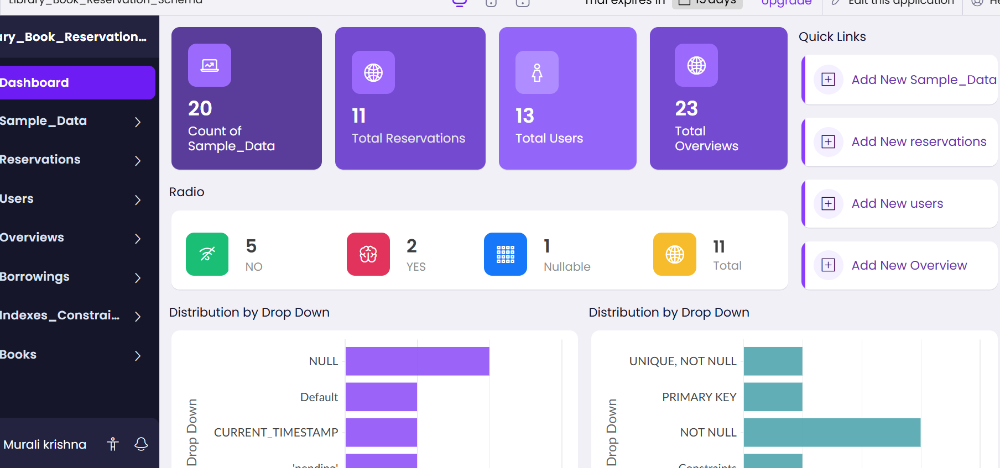 Library_Book_Reservation_Schema
Trial expires in
15 days
Upgrade
Edit this application
ary_Book_Reservation...
Dashboard
Sample_Data
Reservations
Users
Overviews
Borrowings
Indexes_Constrai...
Books
Murali krishna
20
Count of
Sample_Data
11
Total Reservations
13
Total Users
23
Total
Overviews
Quick Links
Add New Sample_Data
Add New reservations
Add New users
Add New Overview
Radio
5
NO
2
YES
1
Nullable
11
Total
Distribution by Drop Down
NULL
Default
CURRENT_TIMESTAMP
'pending'
Drop Down
Distribution by Drop Down
UNIQUE, NOT NULL
PRIMARY KEY
NOT NULL
Constraints
Drop Down